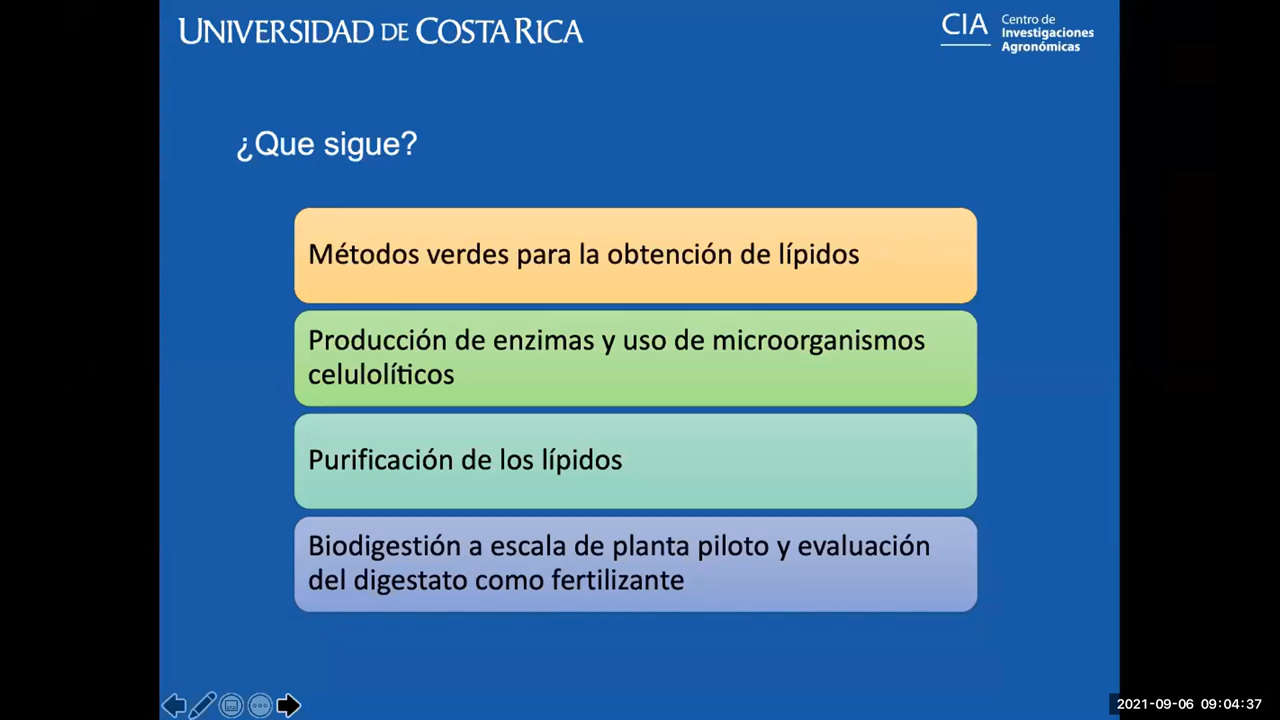 UNIVERSIDAD DE COSTA RICA
CIA
Centro de
Investigaciones
Agronómicas
¿Que sigue?
Métodos verdes para la obtención de lípidos
Producción de enzimas y uso de microorganismos
celulolíticos
Purificación de los lípidos
Biodigestión a escala de planta piloto y evaluación
del digestato como fertilizante
2021-09-06 09:04:37